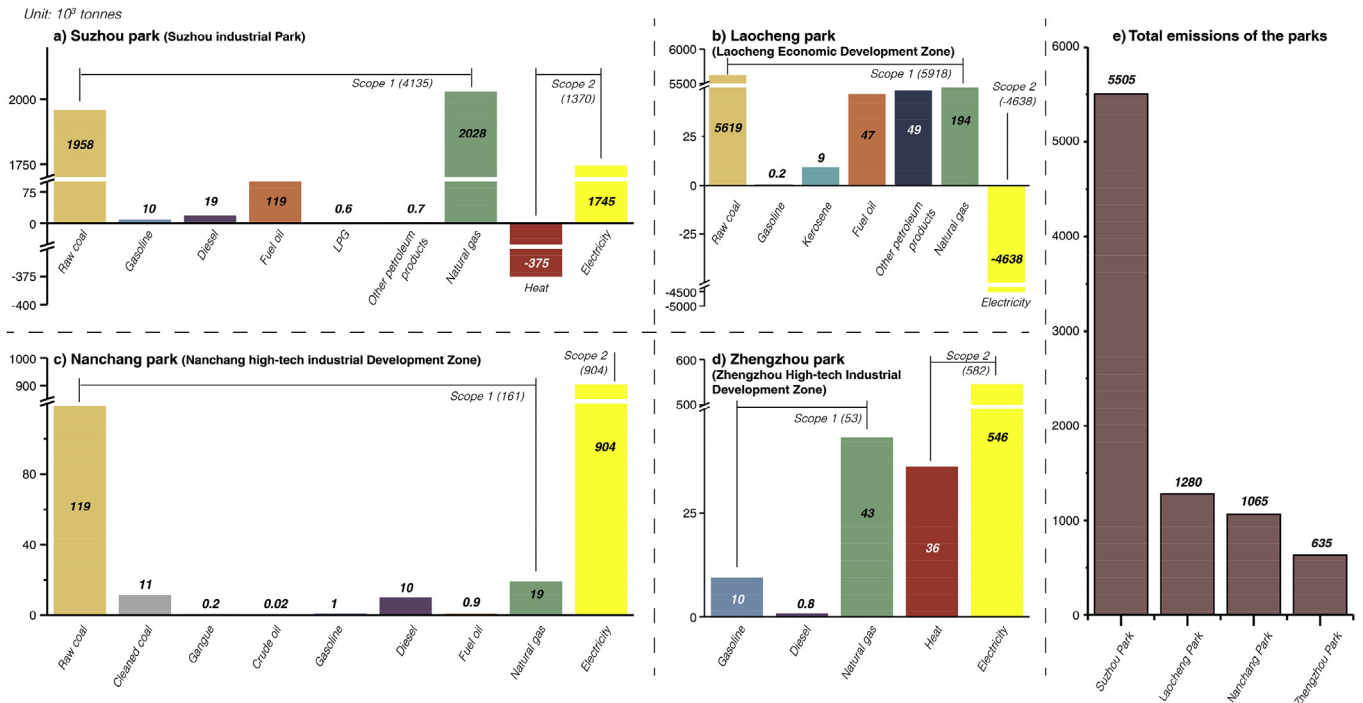 Unit: 10³ tonnes
a) Suzhou park (Suzhou industrial Park)
Scope 1 (4135)
Scope 2
(1370)
2000
1750
75
0
-375
-400
1958
10
19
119
0.6
0.7
2028
-375
1745
Raw coal
Gasoline
Diesel
Fuel oil
LPG
Other petroleum
products
Natural gas
Heat
Electricity
b) Laocheng park
(Laocheng Economic Development Zone)
Scope 1 (5918)
Scope 2
(-4638)
6000
5500
25
0
-25
-4500
-5000
5619
0.2
9
47
49
194
-4638
Raw coal
Gasoline
Kerosene
Fuel oil
Other petroleum
products
Natural gas
Electricity
c) Nanchang park (Nanchang high-tech industrial Development Zone)
Scope 1 (161)
Scope 2
(904)
1000
900
80
40
0
119
11
0.2
0.02
1
10
0.9
19
904
Raw coal
Cleaned coal
Gangue
Crude oil
Gasoline
Diesel
Fuel oil
Natural gas
Electricity
d) Zhengzhou park
(Zhengzhou High-tech Industrial
Development Zone)
Scope 1 (53)
Scope 2
(582)
600
500
25
0
10
0.8
43
36
546
Gasoline
Diesel
Natural gas
Heat
Electricity
e) Total emissions of the parks
6000
5000
4000
3000
2000
1000
0
5505
1280
1065
635
Suzhou Park
Laocheng Park
Nanchang Park
Zhengzhou Park